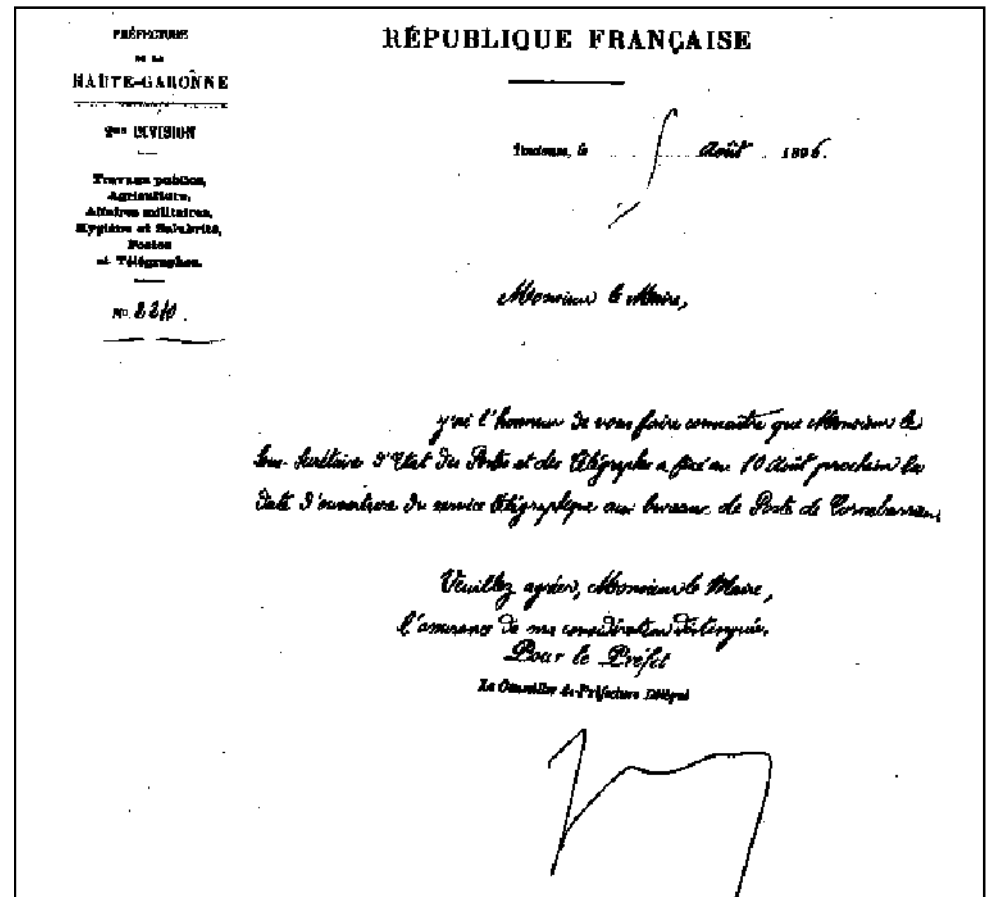 PRÉFECTURE
DE LA
HAUTE-GARONNE
2me DIVISION
Travaux publics,
Agriculture,
Affaires militaires,
Hygiène et Salubrité,
Postes
et Télégraphes.
No
RÉPUBLIQUE FRANÇAISE
Toulouse, le Août 1896.
Monsieur le Maire,
j'ai l'honneur de vous faire connaître que Monsieur le
Sous-Secrétaire d'Etat des Postes et des Télégraphes a fixé au 10 Août prochain la
date d'ouverture du service télégraphique au bureau de Poste de Cornebarrieu.
Veuillez agréer, Monsieur le Maire,
l'assurance de ma considération distinguée.
Pour le Préfet
Le Conseiller de Préfecture Délégué